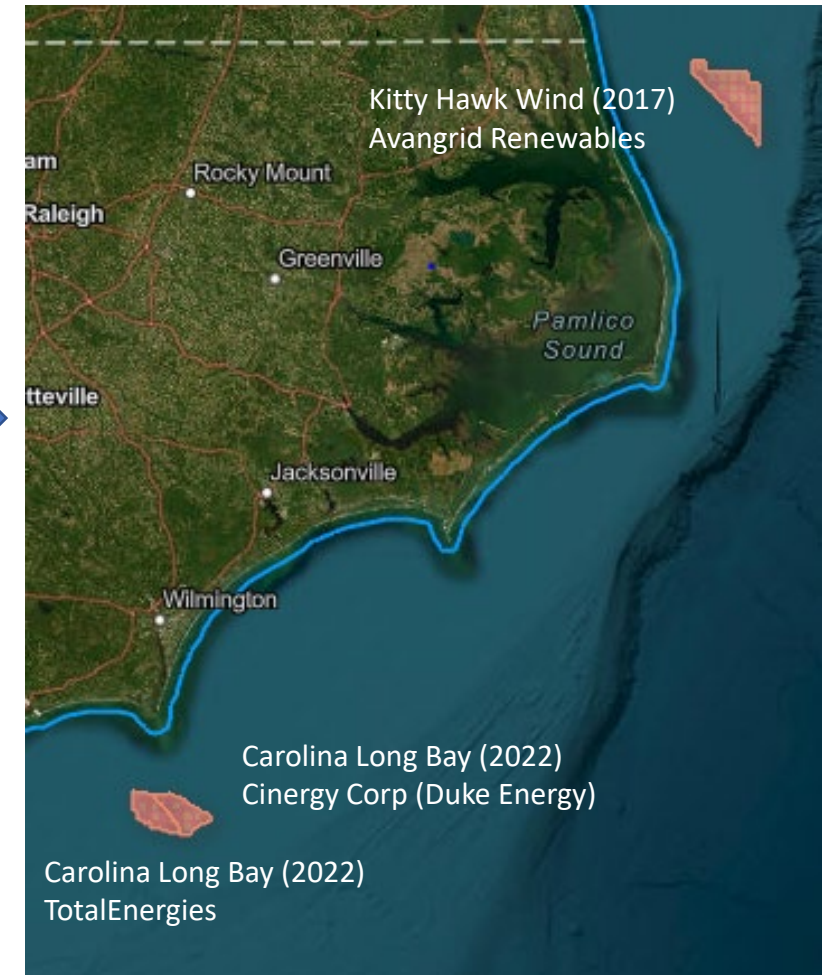 Kitty Hawk Wind (2017)
Avangrid Renewables
am
Rocky Mount
Raleigh
Greenville
Pamlico
Sound
tteville
Jacksonville
Wilmington
Carolina Long Bay (2022)
Cinergy Corp (Duke Energy)
Carolina Long Bay (2022)
TotalEnergies